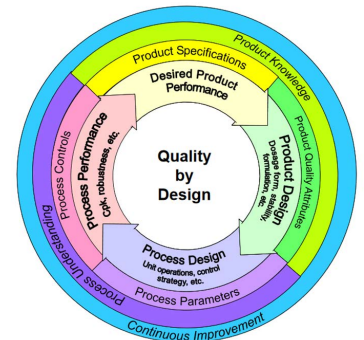 Product Knowledge
Product Specifications
Desired Product
Performance
Product Quality Attributes
Product Design
Dosage form, stability,
formulation, etc.
Quality
by
Design
Process Performance
Cpk, robustness, etc.
Process Controls
Process Understanding
Process Design
Unit operations, control
strategy, etc.
Process Parameters
Continuous Improvement